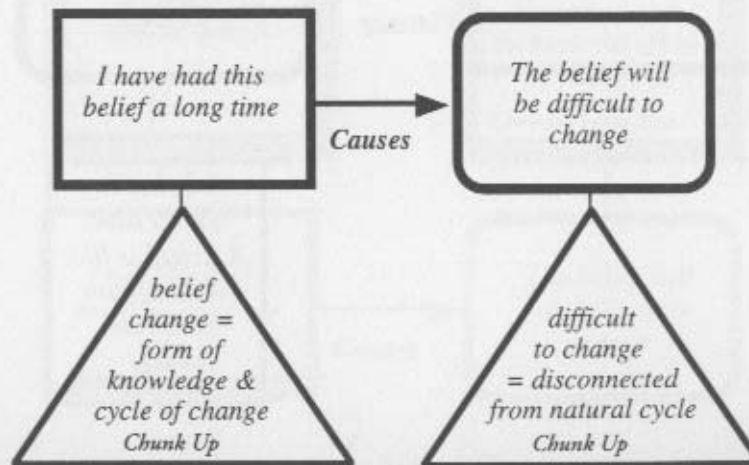 I have had this
belief a long time
Causes
The belief will
be difficult to
change
belief
change =
form of
knowledge &
cycle of change
Chunk Up
difficult
to change
= disconnected
from natural cycle
Chunk Up